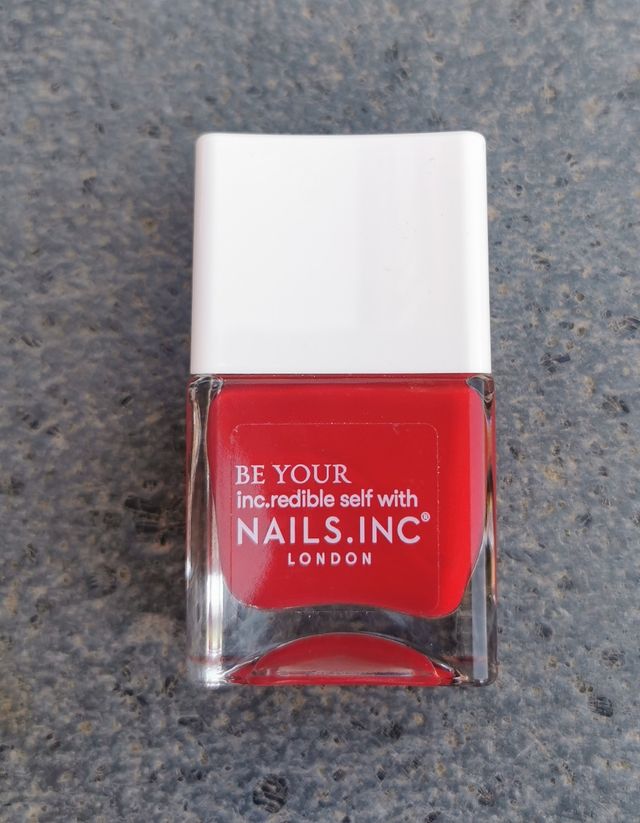 BE YOUR
inc.redible self with
NAILS.INC®
LONDON